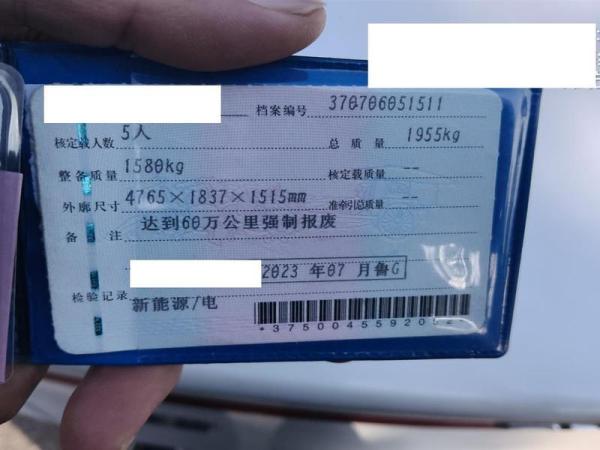 档案编号 370706051511
核定载人数 5人 总质量 1955kg
整备质量 1580kg 核定载质量 --
外廓尺寸 4765×1837×1515mm 准牵引总质量 --
备注 达到60万公里强制报废
2023年07月鲁G
检验记录
新能源/电